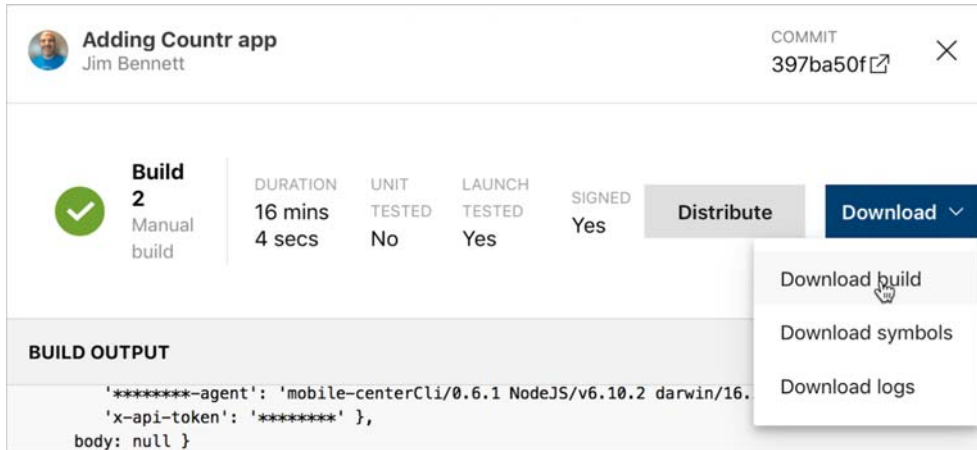 Adding Countr app
Jim Bennett
COMMIT
397ba50f
Build
2
Manual
build
DURATION
16 mins
4 secs
UNIT
TESTED
No
LAUNCH
TESTED
Yes
SIGNED
Yes
Distribute
Download
Download build
Download symbols
Download logs
BUILD OUTPUT
'********-agent': 'mobile-centerCli/0.6.1 NodeJS/v6.10.2 darwin/16.
'x-api-token': '********' },
body: null }